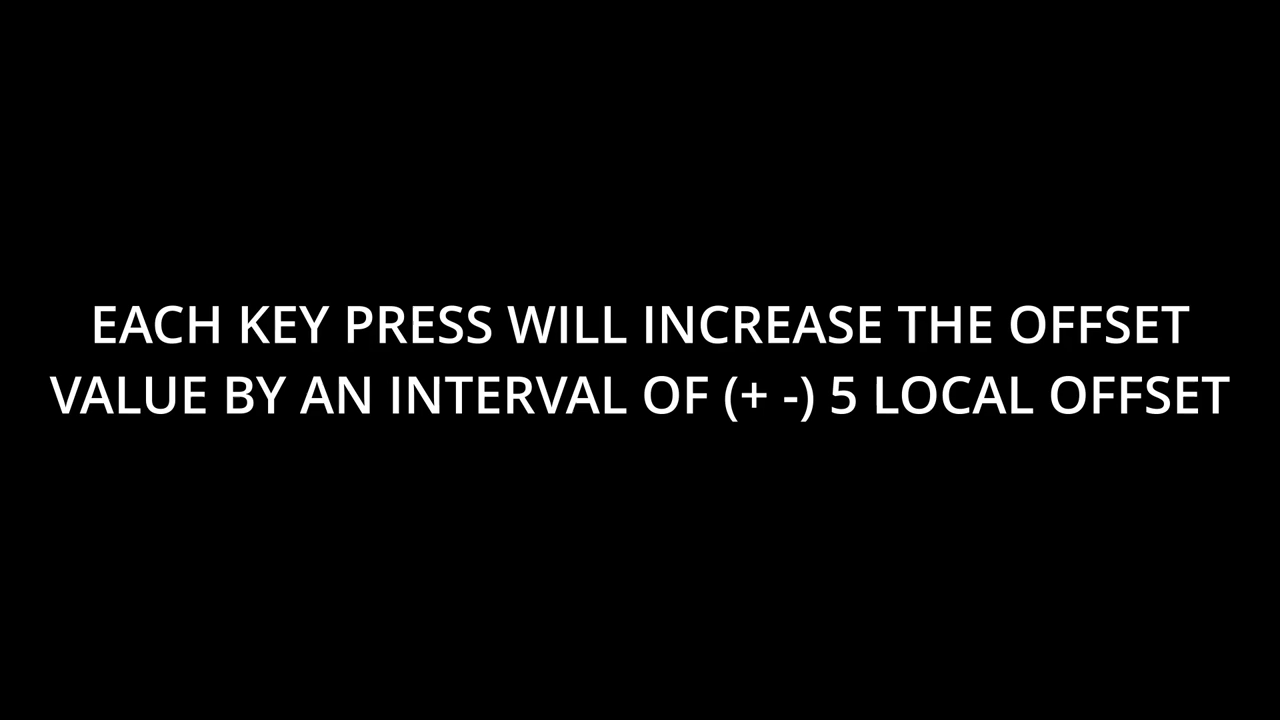 EACH KEY PRESS WILL INCREASE THE OFFSET
VALUE BY AN INTERVAL OF (+ -) 5 LOCAL OFFSET